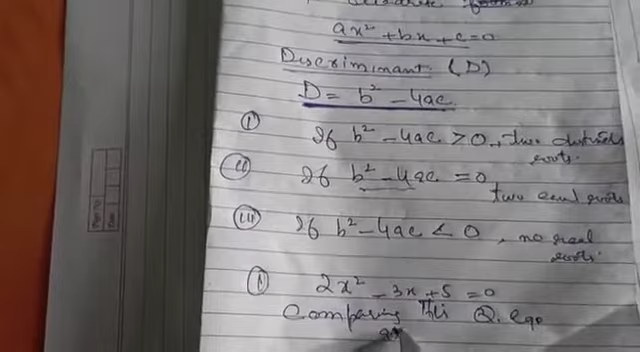 Quadratic
ax² + bx + c = 0
Discriminant (D)
D = b² - 4ac
(i) If b² - 4ac > 0, two distinct
roots.
(ii) If b² - 4ac = 0
two equal roots
(iii) If b² - 4ac < 0, no real
roots.
(i) 2x² - 3x + 5 = 0
Comparing This Q. eqn